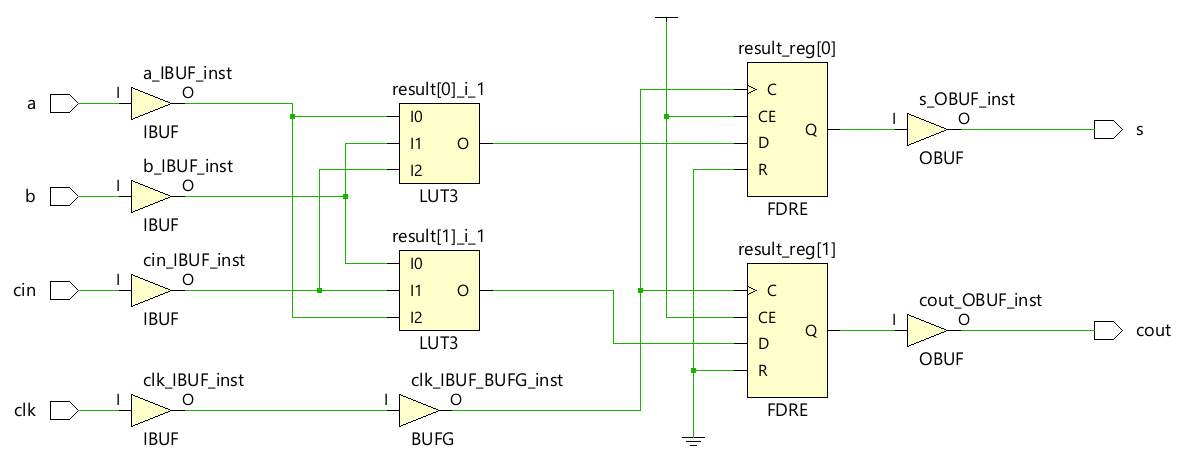 a
I
a_IBUF_inst
O
IBUF
b
I
b_IBUF_inst
O
IBUF
cin
I
cin_IBUF_inst
O
IBUF
clk
I
clk_IBUF_inst
O
IBUF
result[0]_i_1
I0
I1
I2
O
LUT3
result[1]_i_1
I0
I1
I2
O
LUT3
I
clk_IBUF_BUFG_inst
O
BUFG
result_reg[0]
C
CE
D
R
Q
FDRE
result_reg[1]
C
CE
D
R
Q
FDRE
I
s_OBUF_inst
O
OBUF
s
I
cout_OBUF_inst
O
OBUF
cout